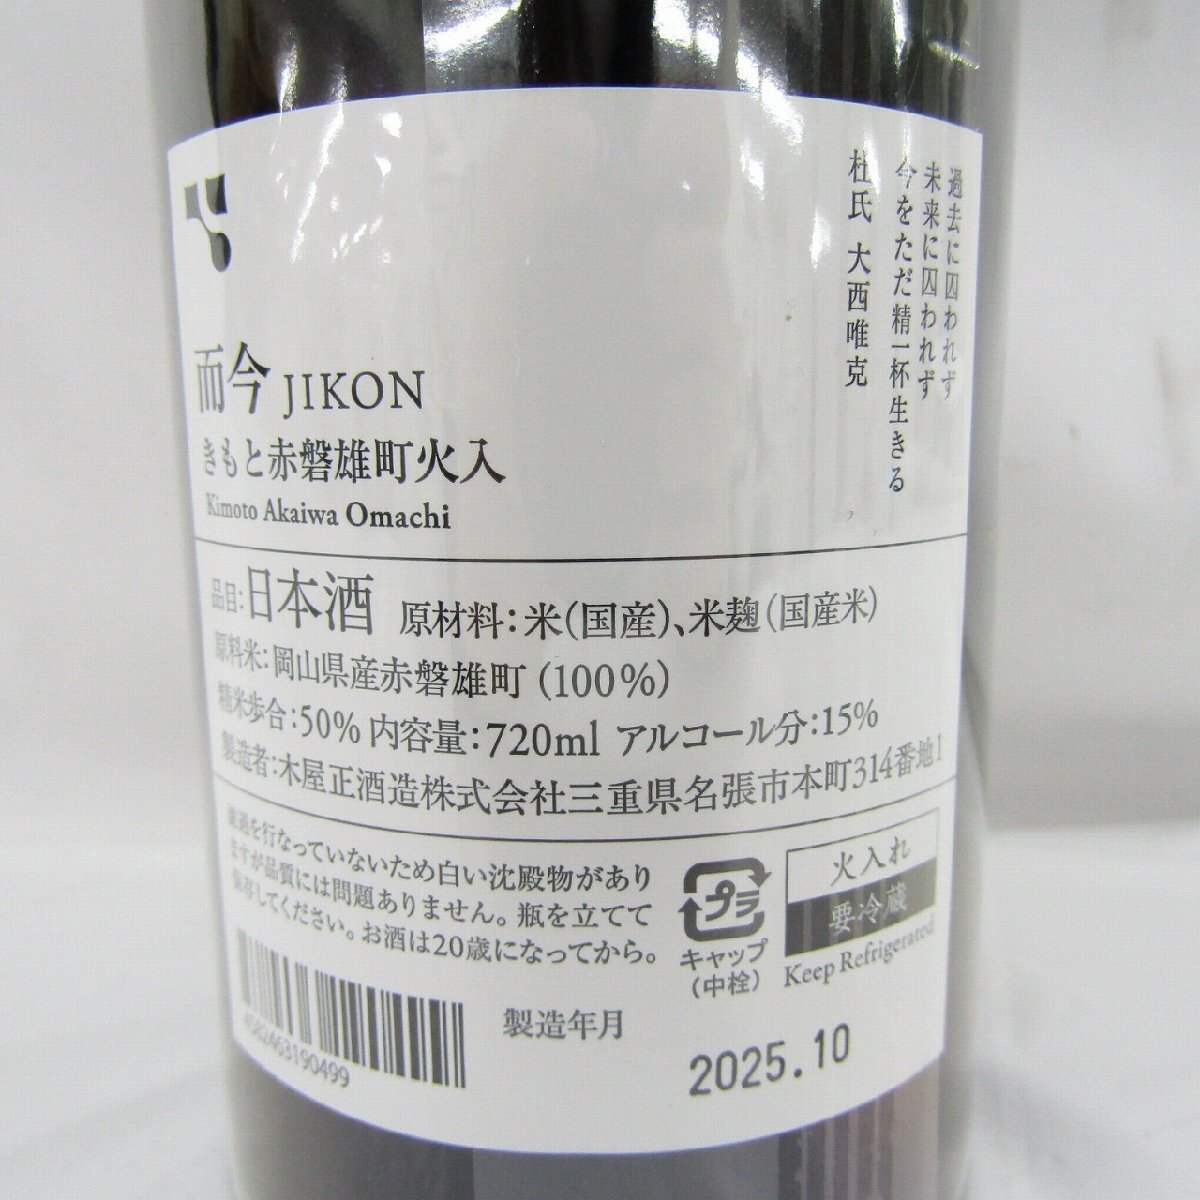 過去に囚われず
未来に囚われず
今をただ精一杯生きる
杜氏 大西唯克
而今 JIKON
きもと赤磐雄町火入
Kimoto Akaiwa Omachi
品目:日本酒 原材料:米(国産)、米麹(国産米)
原料米:岡山県産赤磐雄町(100%)
精米歩合:50% 内容量:720ml アルコール分:15%
製造者:木屋正酒造株式会社三重県名張市本町314番地1
濾過を行なっていないため白い沈殿物があり
ますが品質には問題ありません。瓶を立てて
保存してください。お酒は20歳になってから。
プラ
キャップ
(中栓)
火入れ
要冷蔵
Keep Refrigerated
4582463190499
製造年月
2025.10